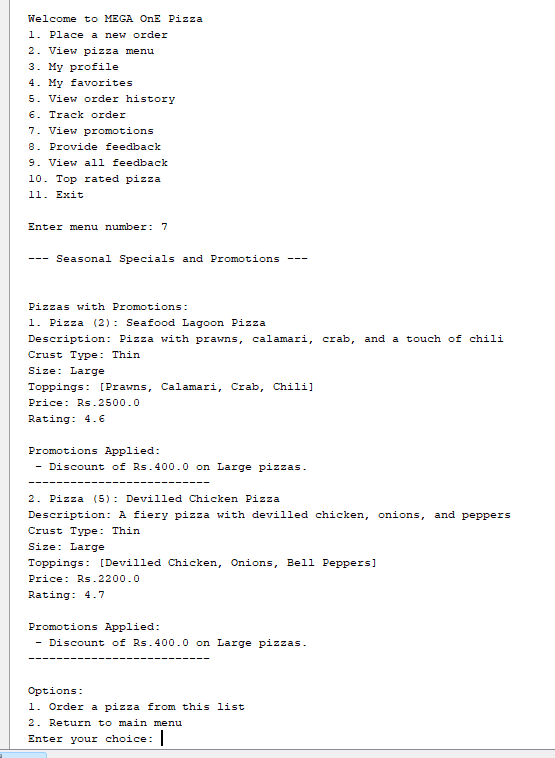 Welcome to MEGA OnE Pizza
1. Place a new order
2. View pizza menu
3. My profile
4. My favorites
5. View order history
6. Track order
7. View promotions
8. Provide feedback
9. View all feedback
10. Top rated pizza
11. Exit
Enter menu number: 7
--- Seasonal Specials and Promotions ---
Pizzas with Promotions:
1. Pizza (2): Seafood Lagoon Pizza
Description: Pizza with prawns, calamari, crab, and a touch of chili
Crust Type: Thin
Size: Large
Toppings: [Prawns, Calamari, Crab, Chili]
Price: Rs.2500.0
Rating: 4.6
Promotions Applied:
 - Discount of Rs.400.0 on Large pizzas.
--------------------------
2. Pizza (5): Devilled Chicken Pizza
Description: A fiery pizza with devilled chicken, onions, and peppers
Crust Type: Thin
Size: Large
Toppings: [Devilled Chicken, Onions, Bell Peppers]
Price: Rs.2200.0
Rating: 4.7
Promotions Applied:
 - Discount of Rs.400.0 on Large pizzas.
--------------------------
Options:
1. Order a pizza from this list
2. Return to main menu
Enter your choice: